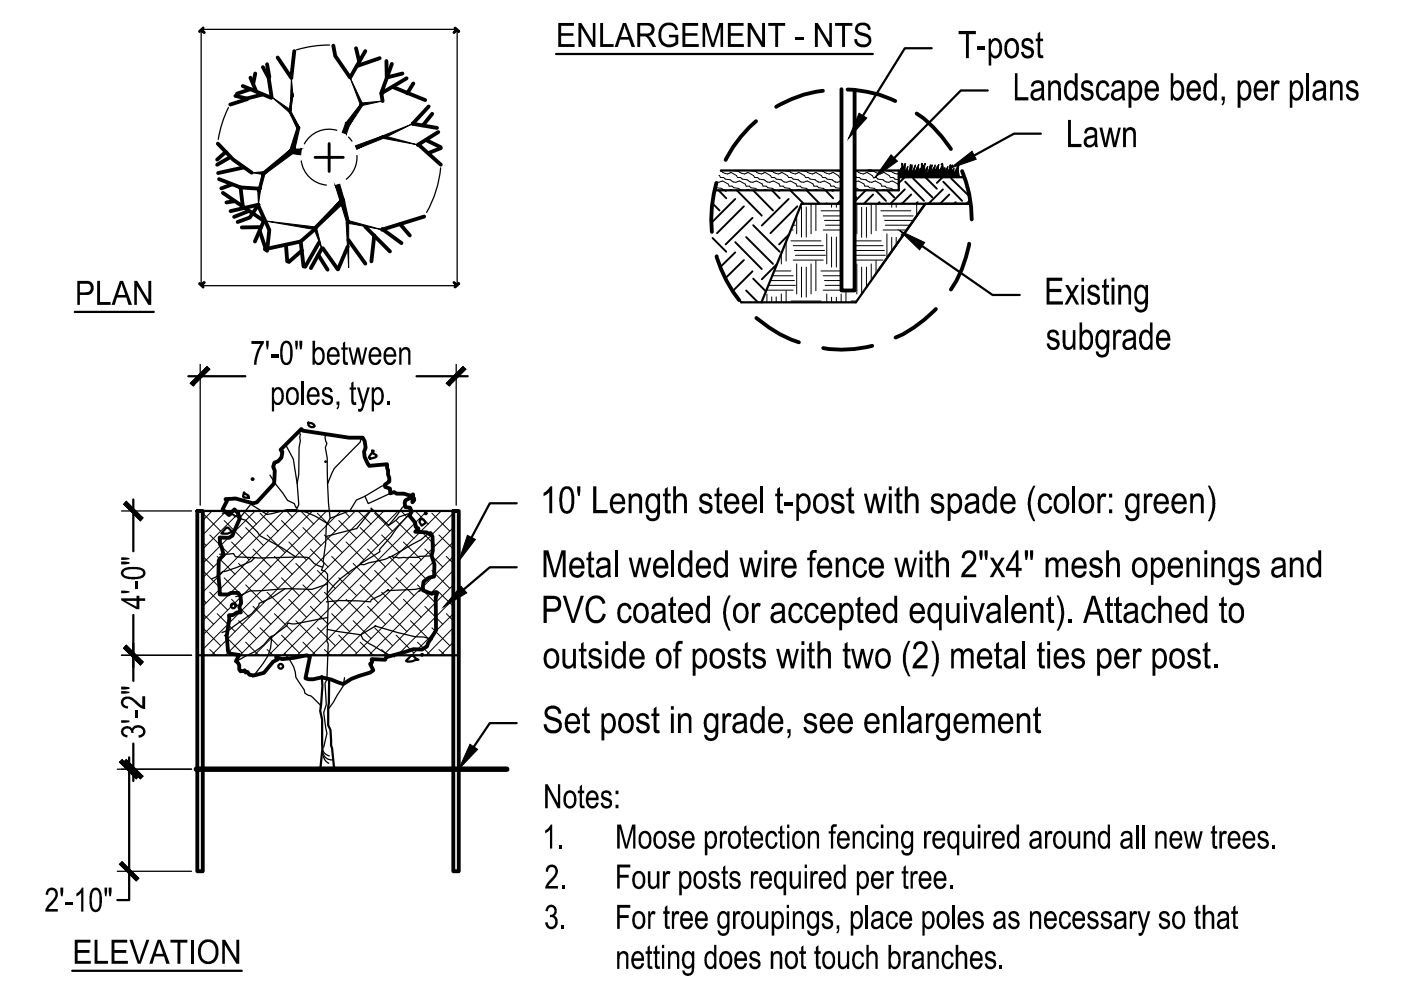 ENLARGEMENT - NTS
T-post
Landscape bed, per plans
Lawn
PLAN
Existing
subgrade
7'-0" between
poles, typ.
10' Length steel t-post with spade (color: green)
4'-0"
Metal welded wire fence with 2"x4" mesh openings and
PVC coated (or accepted equivalent). Attached to
outside of posts with two (2) metal ties per post.
3'-2"
Set post in grade, see enlargement
2'-10"
ELEVATION
Notes:
1. Moose protection fencing required around all new trees.
2. Four posts required per tree.
3. For tree groupings, place poles as necessary so that
netting does not touch branches.